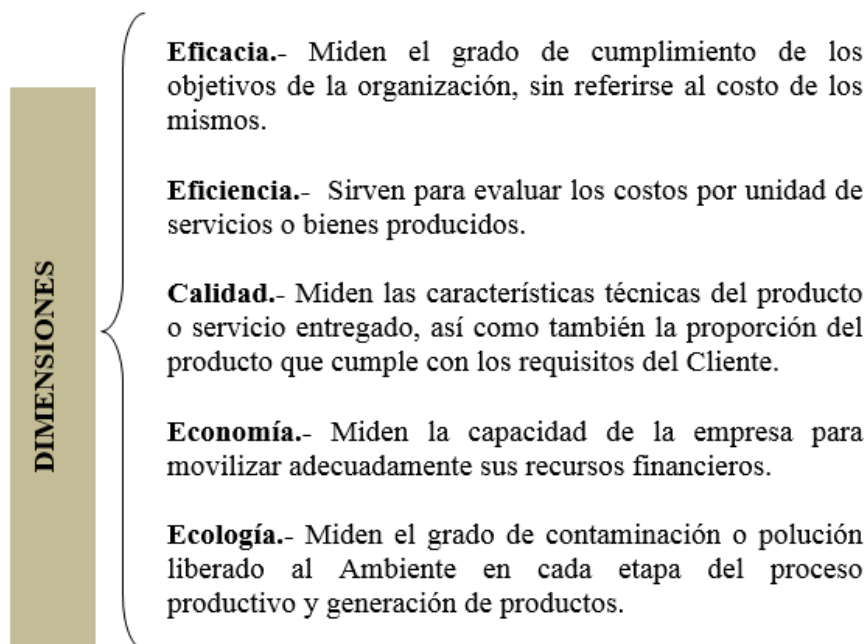 DIMENSIONES
Eficacia.- Miden el grado de cumplimiento de los
objetivos de la organización, sin referirse al costo de los
mismos.
Eficiencia.- Sirven para evaluar los costos por unidad de
servicios o bienes producidos.
Calidad.- Miden las características técnicas del producto
o servicio entregado, así como también la proporción del
producto que cumple con los requisitos del Cliente.
Economía.- Miden la capacidad de la empresa para
movilizar adecuadamente sus recursos financieros.
Ecología.- Miden el grado de contaminación o polución
liberado al Ambiente en cada etapa del proceso
productivo y generación de productos.